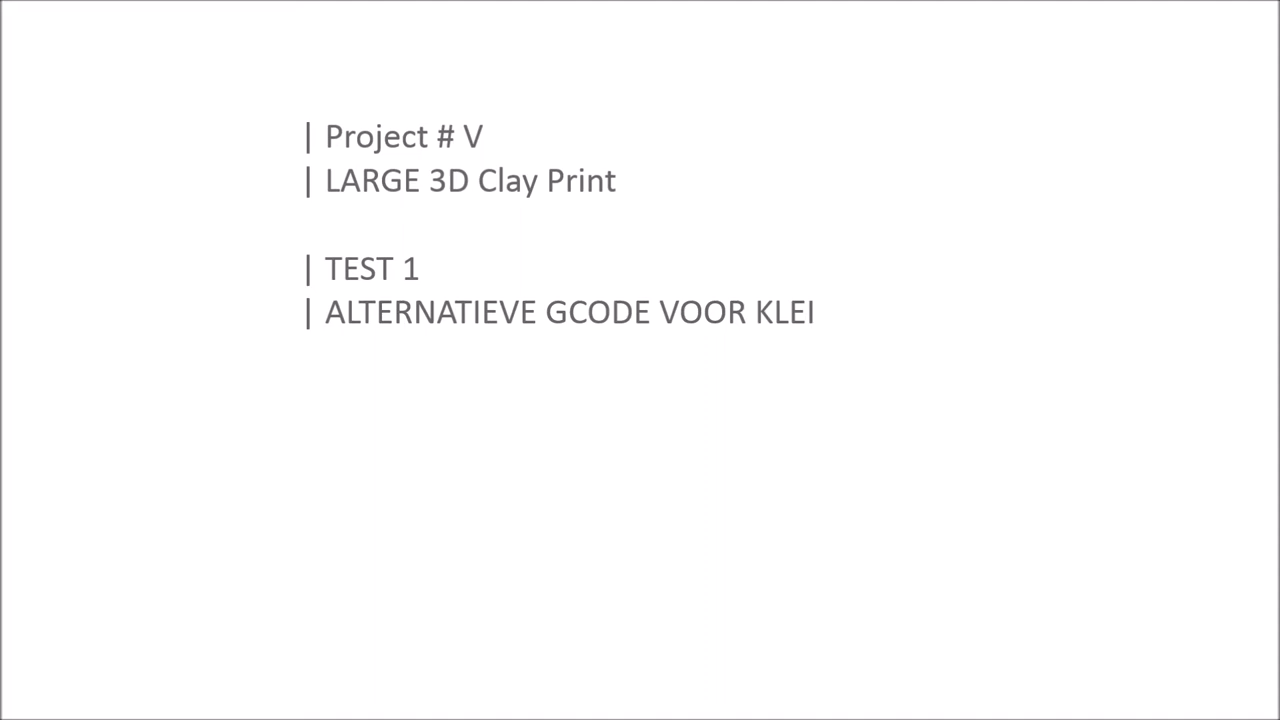 | Project # V
| LARGE 3D Clay Print
| TEST 1
| ALTERNATIEVE GCODE VOOR KLEI